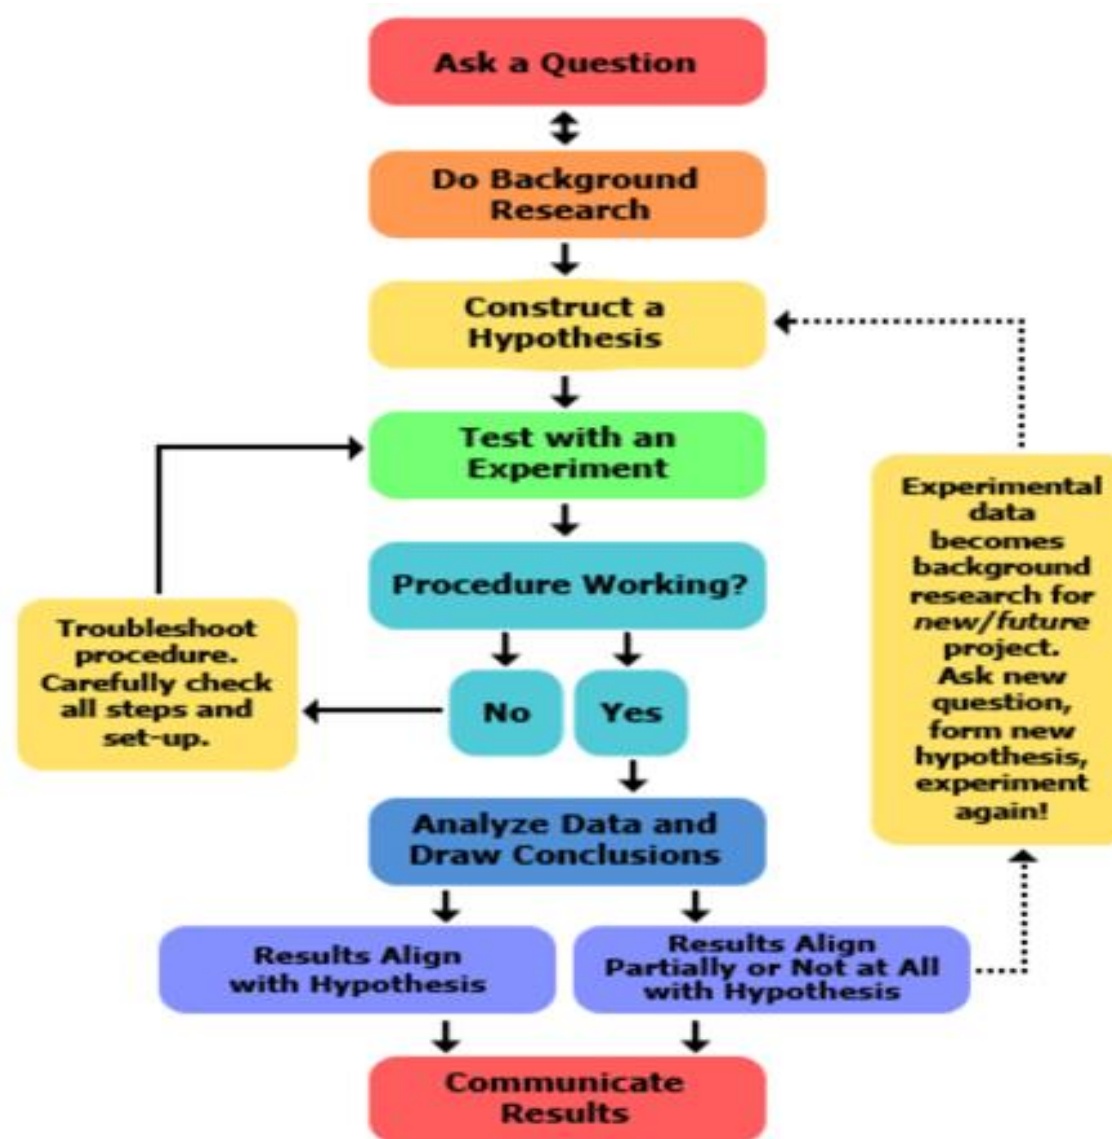 Ask a Question
Do Background
Research
Construct a
Hypothesis
Test with an
Experiment
Procedure Working?
No
Yes
Troubleshoot
procedure.
Carefully check
all steps and
set-up.
Experimental
data
becomes
background
research for
new/future
project.
Ask new
question,
form new
hypothesis,
experiment
again!
Analyze Data and
Draw Conclusions
Results Align
with Hypothesis
Results Align
Partially or Not at All
with Hypothesis
Communicate
Results